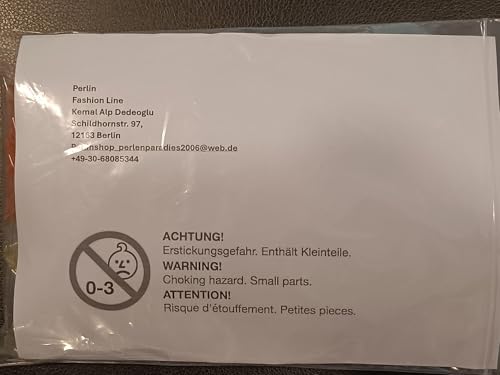 Perlin
Fashion Line
Kemal Alp Dedeoglu
Schildhornstr. 97,
12163 Berlin
+49-30-68085344
ACHTUNG!
Erstickungsgefahr. Enthält Kleinteile.
WARNING!
Choking hazard. Small parts.
ATTENTION!
Risque d'étouffement. Petites pieces.
0-3